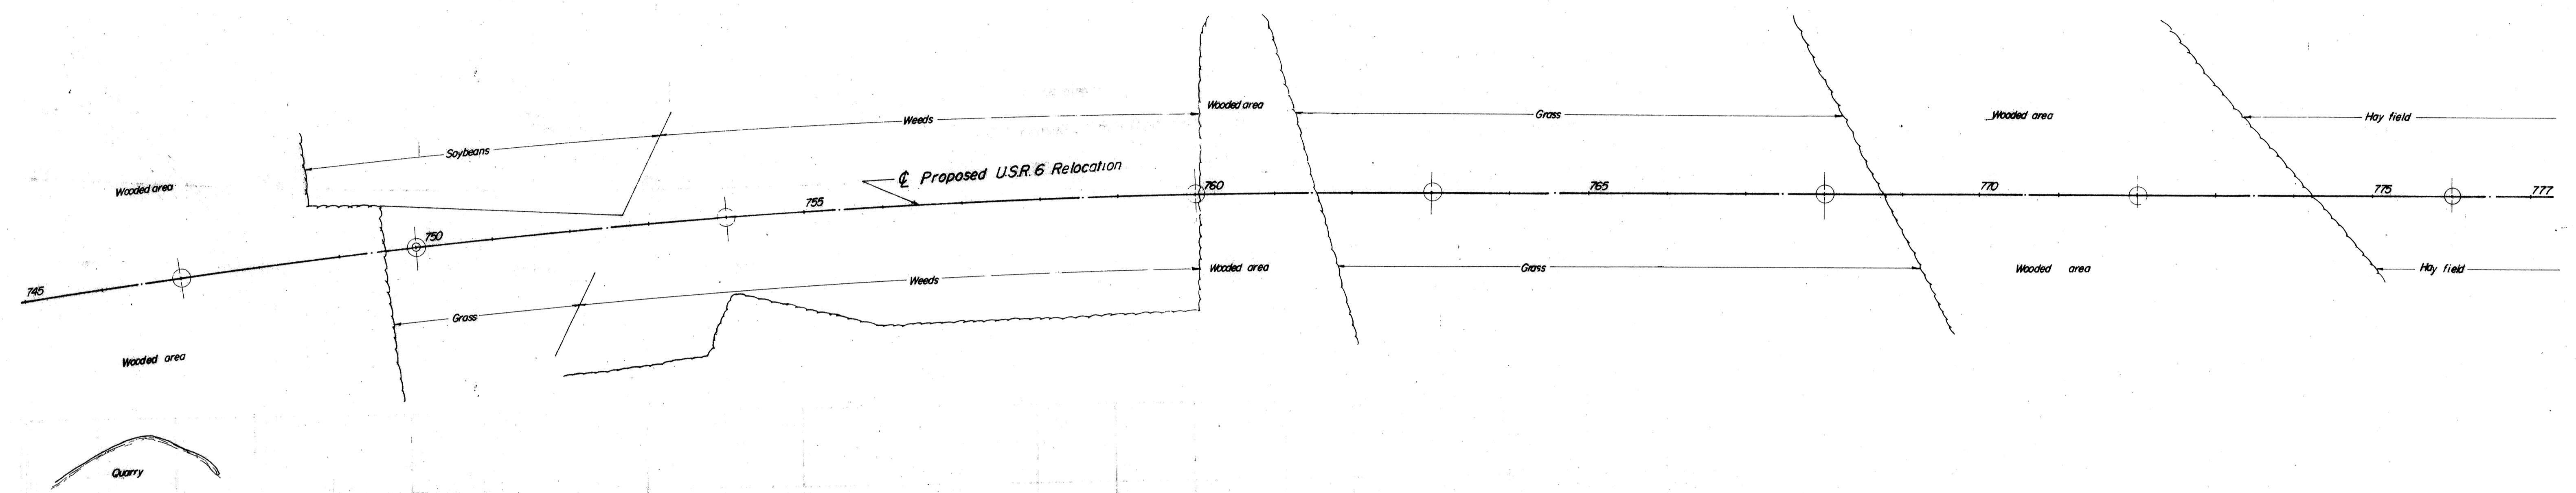 Wooded area
Grass
Wooded area
Hay field
Weeds
Soybeans
℄ Proposed U.S.R. 6 Relocation
Wooded area
745
750
755
760
765
770
775
777
Wooded area
Grass
Wooded area
Hay field
Weeds
Grass
Wooded area
Quarry